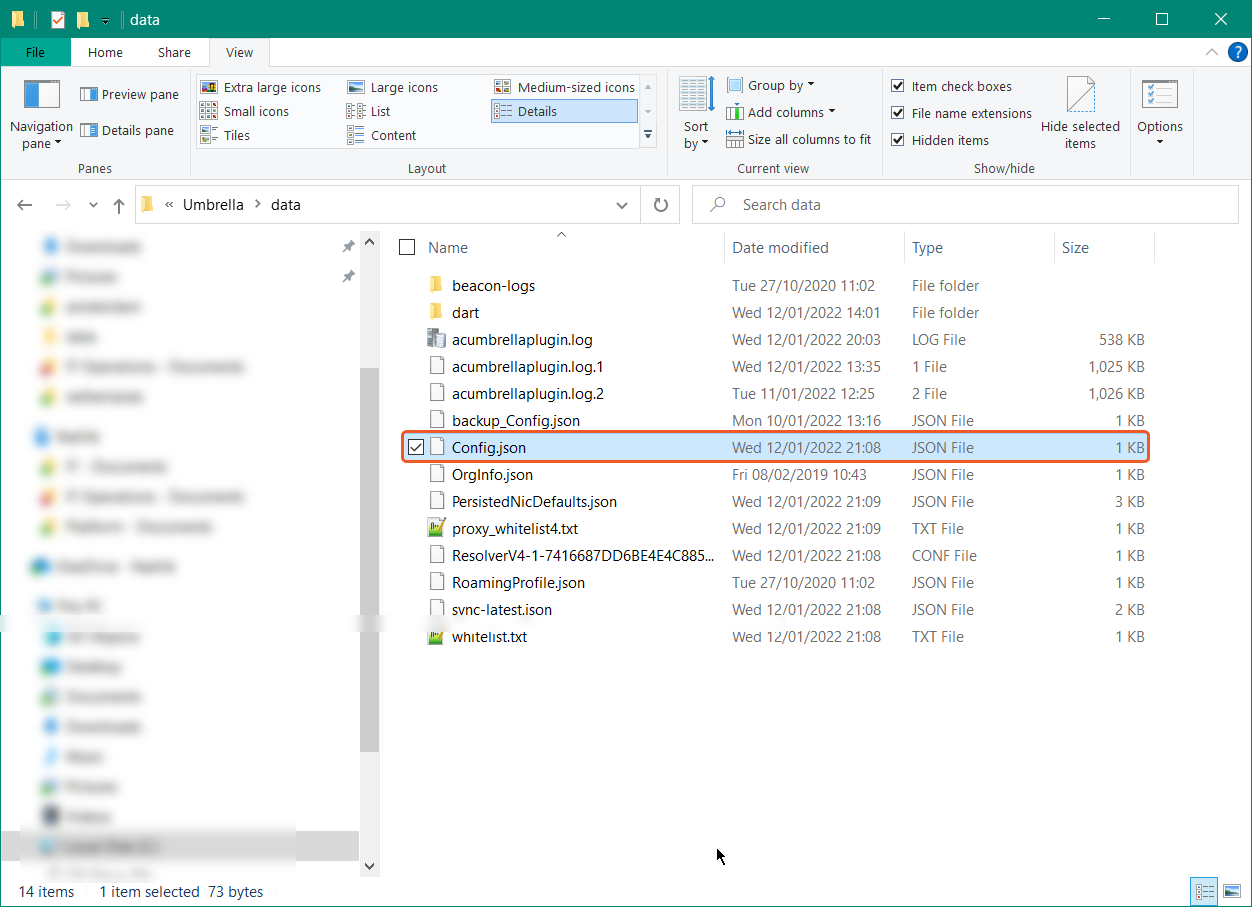 data
File Home Share View
Navigation pane
Preview pane
Details pane
Panes
Extra large icons Large icons Medium-sized icons
Small icons List Details
Tiles Content
Layout
Sort by
Group by
Add columns
Size all columns to fit
Current view
Item check boxes
File name extensions
Hidden items
Hide selected items
Show/hide
Options
« Umbrella > data
Search data
Name Date modified Type Size
beacon-logs Tue 27/10/2020 11:02 File folder
dart Wed 12/01/2022 14:01 File folder
acumbrellaplugin.log Wed 12/01/2022 20:03 LOG File 538 KB
acumbrellaplugin.log.1 Wed 12/01/2022 13:35 1 File 1,025 KB
acumbrellaplugin.log.2 Tue 11/01/2022 12:25 2 File 1,026 KB
backup_Config.json Mon 10/01/2022 13:16 JSON File 1 KB
Config.json Wed 12/01/2022 21:08 JSON File 1 KB
OrgInfo.json Fri 08/02/2019 10:43 JSON File 1 KB
PersistedNicDefaults.json Wed 12/01/2022 21:09 JSON File 3 KB
proxy_whitelist4.txt Wed 12/01/2022 21:09 TXT File 1 KB
ResolverV4-1-7416687DD6BE4E4C885... Wed 12/01/2022 21:08 CONF File 1 KB
RoamingProfile.json Tue 27/10/2020 11:02 JSON File 1 KB
sync-latest.json Wed 12/01/2022 21:08 JSON File 2 KB
whitelist.txt Wed 12/01/2022 21:08 TXT File 1 KB
14 items 1 item selected 73 bytes